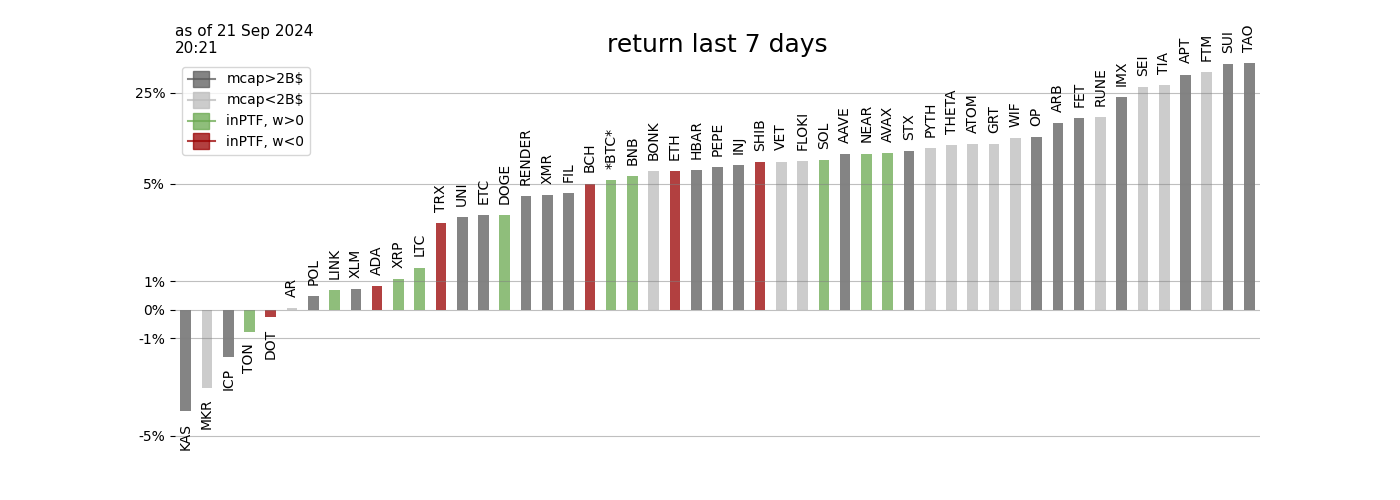 as of 21 Sep 2024
20:21
return last 7 days
mcap>2B$
mcap<2B$
inPTF, w>0
inPTF, w<0
25%
5%
1%
0%
-1%
-5%
KAS
MKR
ICP
TON
DOT
AR
POL
LINK
XLM
ADA
XRP
LTC
TRX
UNI
ETC
DOGE
RENDER
XMR
FIL
BCH
*BTC*
BNB
BONK
ETH
HBAR
PEPE
INJ
SHIB
VET
FLOKI
SOL
AAVE
NEAR
AVAX
STX
PYTH
THETA
ATOM
GRT
WIF
OP
ARB
FET
RUNE
IMX
SEI
TIA
APT
FTM
SUI
TAO